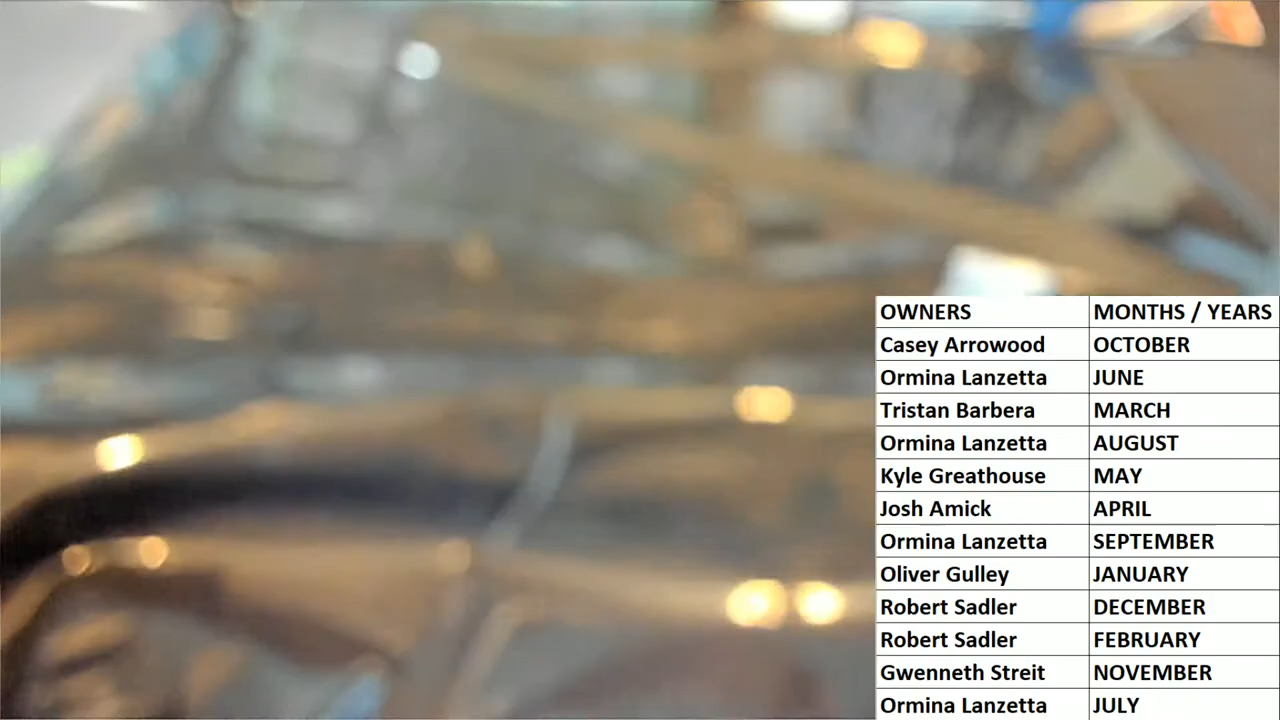 OWNERS MONTHS / YEARS
Casey Arrowood OCTOBER
Ormina Lanzetta JUNE
Tristan Barbera MARCH
Ormina Lanzetta AUGUST
Kyle Greathouse MAY
Josh Amick APRIL
Ormina Lanzetta SEPTEMBER
Oliver Gulley JANUARY
Robert Sadler DECEMBER
Robert Sadler FEBRUARY
Gwenneth Streit NOVEMBER
Ormina Lanzetta JULY